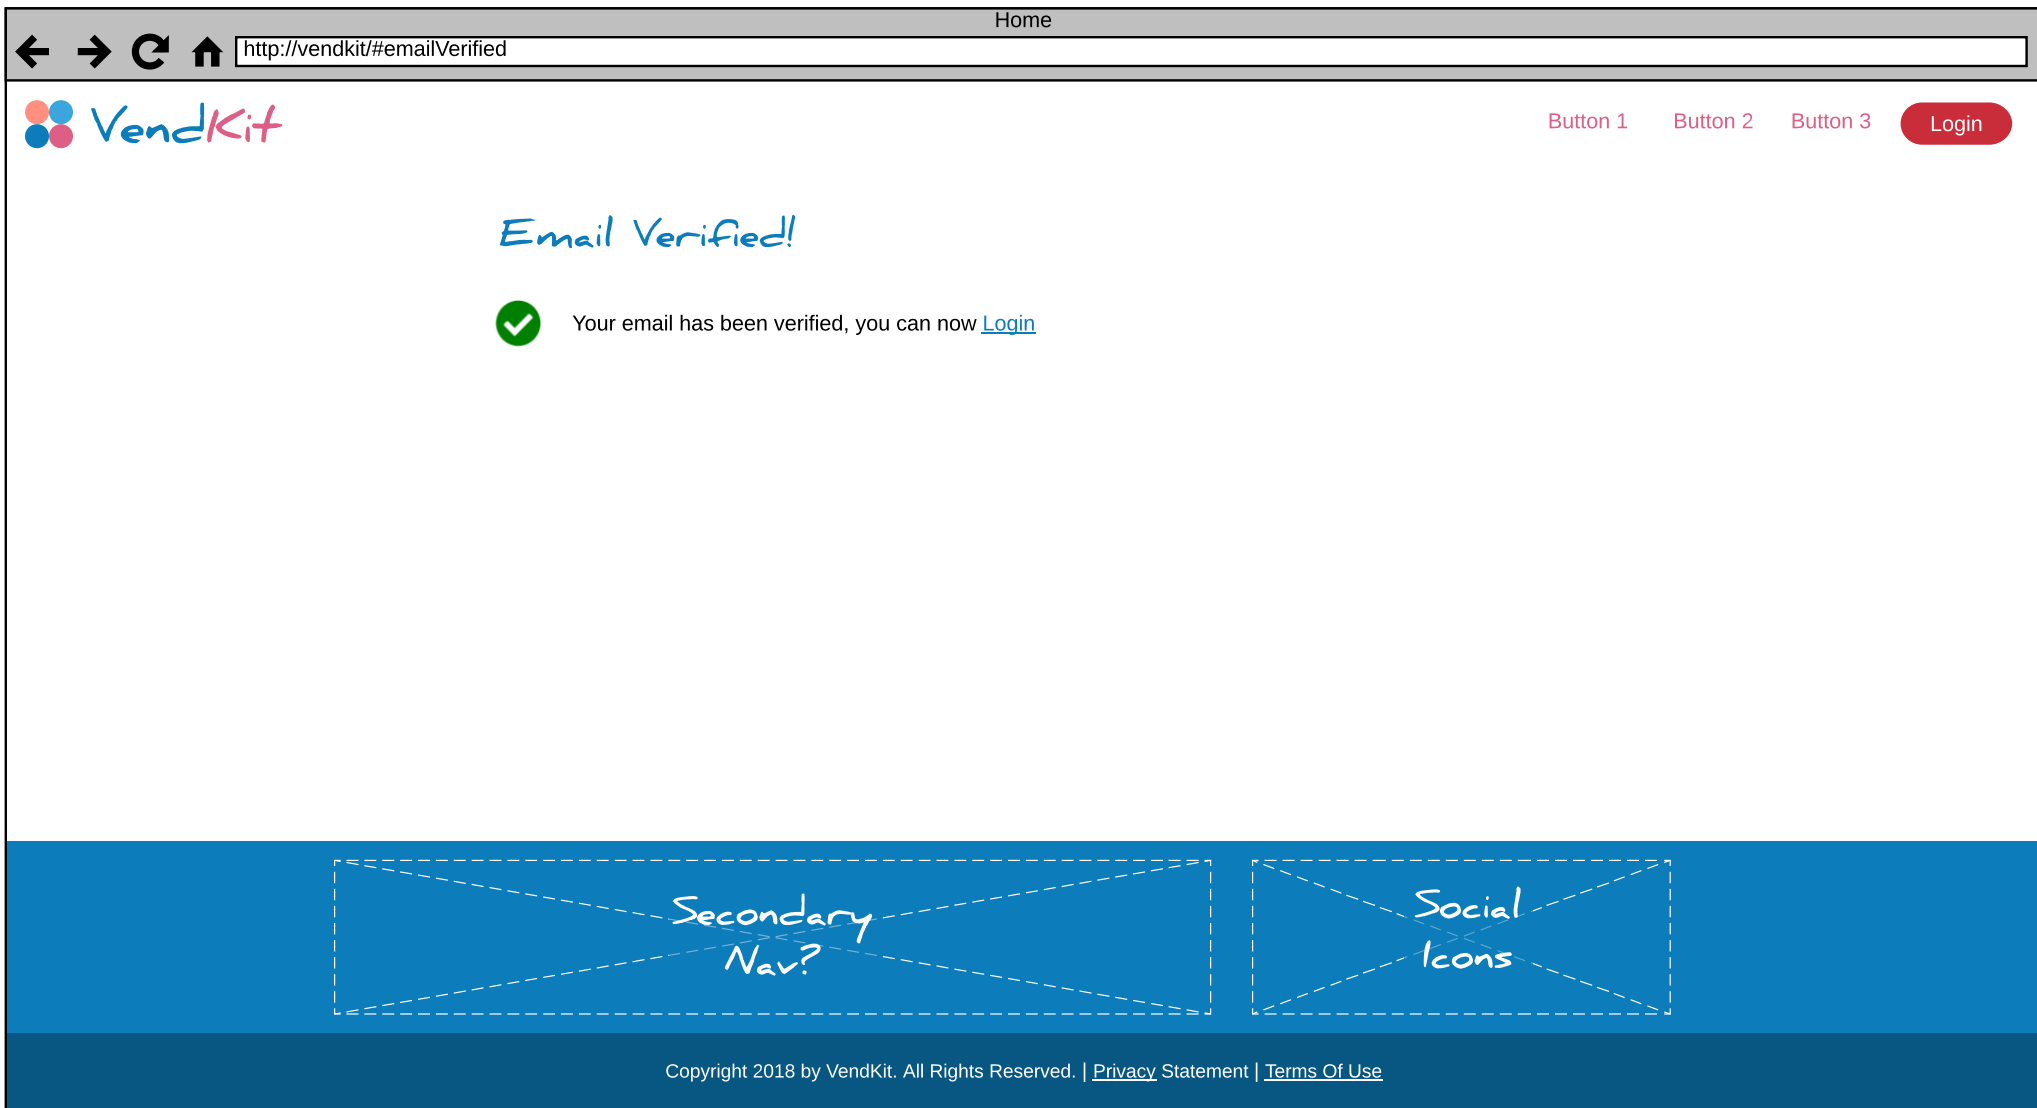 Home
http://vendkit/#emailVerified
VendKit
Button 1 Button 2 Button 3 Login
Email Verified!
Your email has been verified, you can now Login
Secondary
Nav?
Social
Icons
Copyright 2018 by VendKit. All Rights Reserved. | Privacy Statement | Terms Of Use